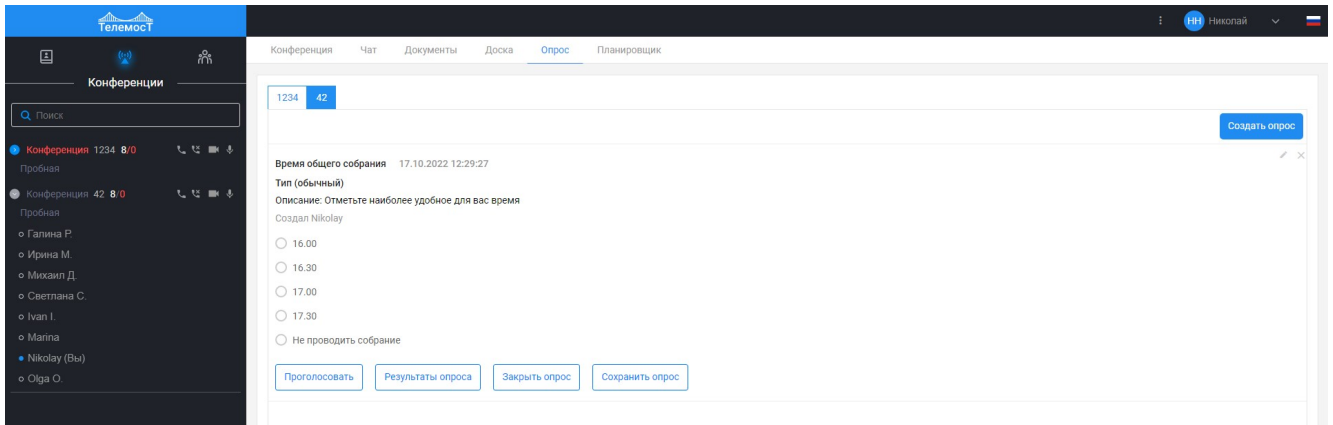 ТелемосТ
НН Николай
Конференции
Поиск
Конференция 1234 8/0
Пробная
Конференция 42 8/0
Пробная
Галина Р.
Ирина М.
Михаил Д.
Светлана С.
Ivan I.
Marina
Nikolay (Вы)
Olga O.
Конференция Чат Документы Доска Опрос Планировщик
1234 42
Создать опрос
Время общего собрания 17.10.2022 12:29:27
Тип (обычный)
Описание: Отметьте наиболее удобное для вас время
Создал Nikolay
16.00
16.30
17.00
17.30
Не проводить собрание
Проголосовать Результаты опроса Закрыть опрос Сохранить опрос